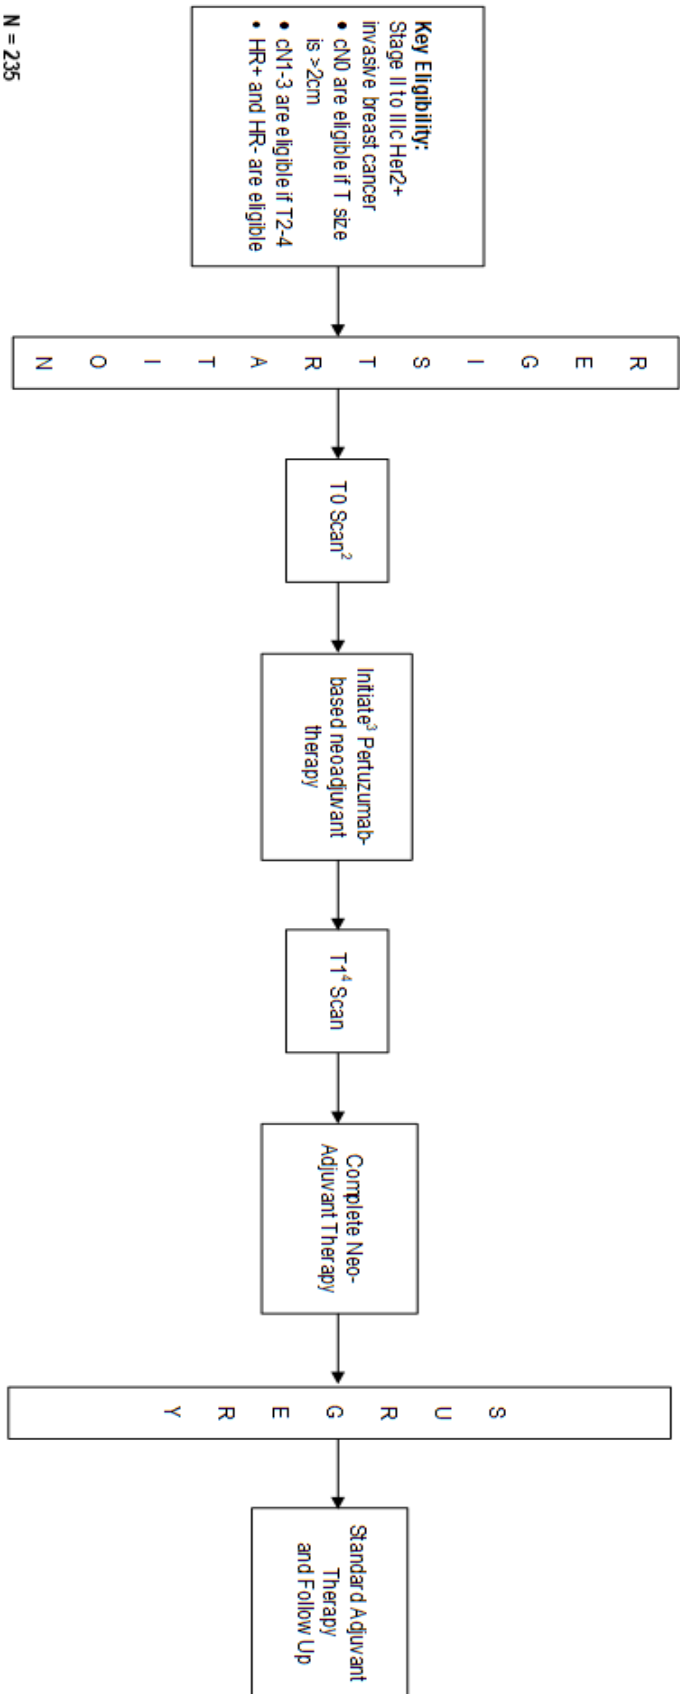 Key Eligibility:
Stage II to IIIc Her2+
invasive breast cancer
• cN0 are eligible if T size
is >2cm
• cN1-3 are eligible if T2-4
• HR+ and HR- are eligible
R E G I S T R A T I O N
T0 Scan²
Initiate³ Pertuzumab-
based neoadjuvant
therapy
T1⁴ Scan
Complete Neo-
Adjuvant Therapy
S U R G E R Y
Standard Adjuvant
Therapy
and Follow Up
N = 235